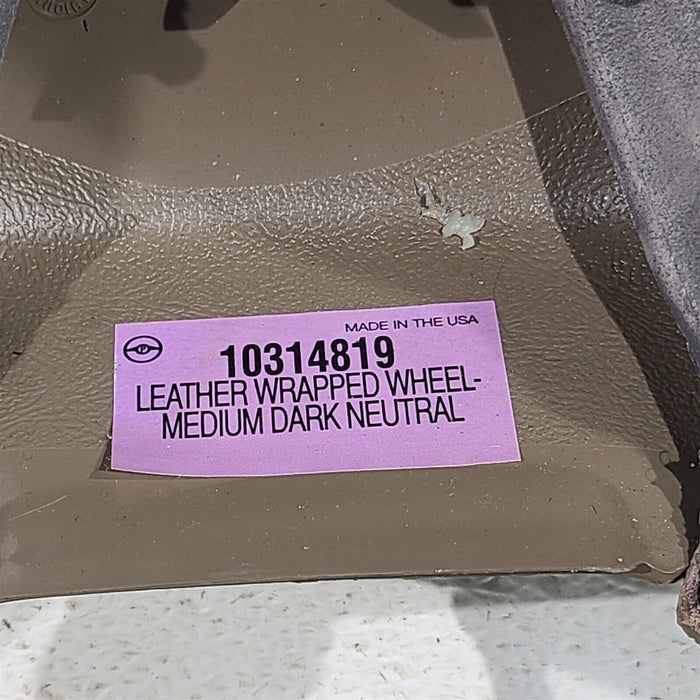 MADE IN THE USA
P
10314819
LEATHER WRAPPED WHEEL-
MEDIUM DARK NEUTRAL